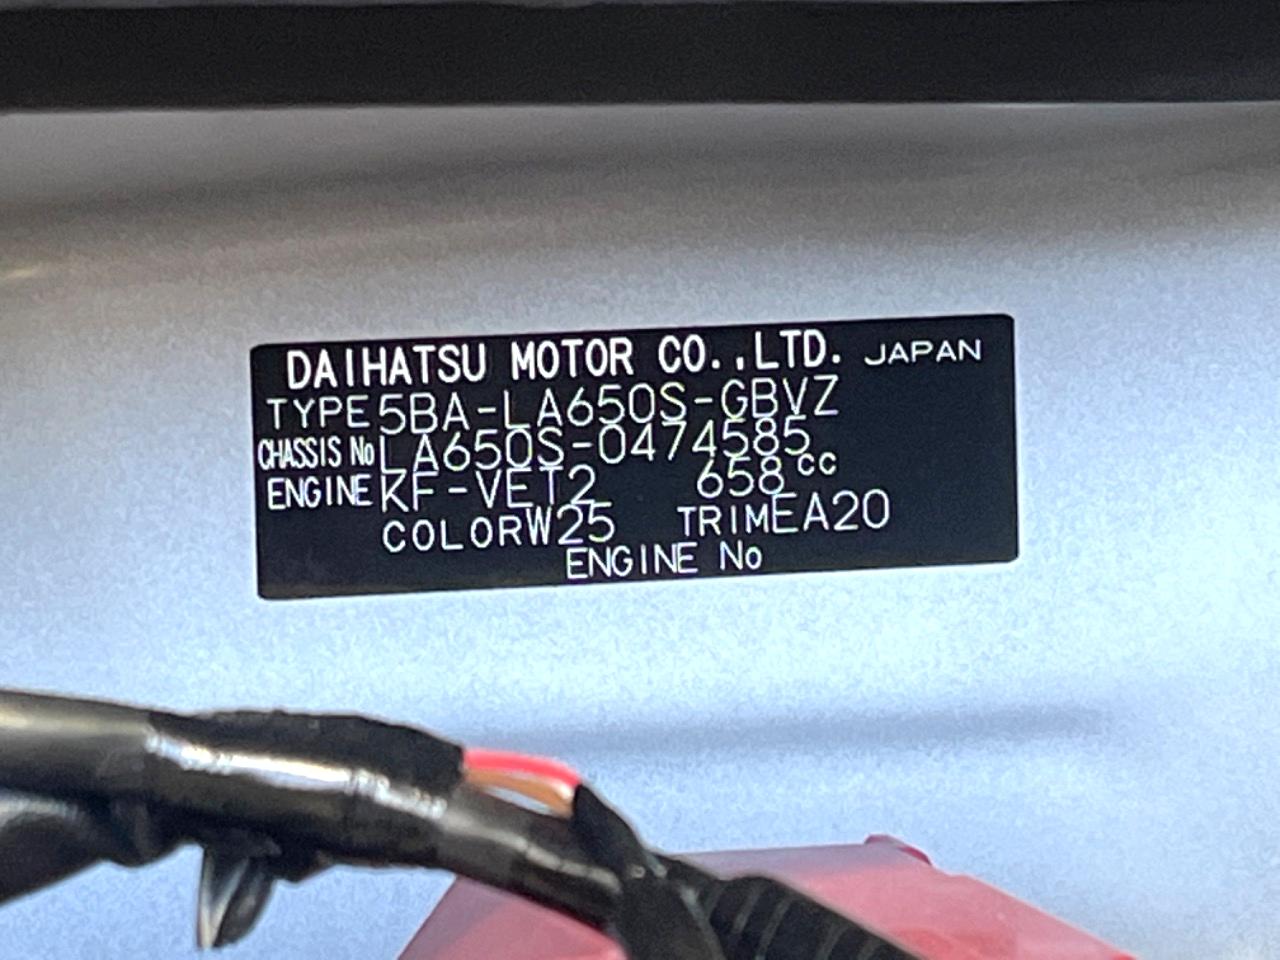 DAIHATSU MOTOR CO.,LTD. JAPAN
TYPE 5BA-LA650S-GBVZ
CHASSIS No LA650S-0474585
ENGINE KF-VET2 658cc
COLOR W25 TRIM EA20
ENGINE No